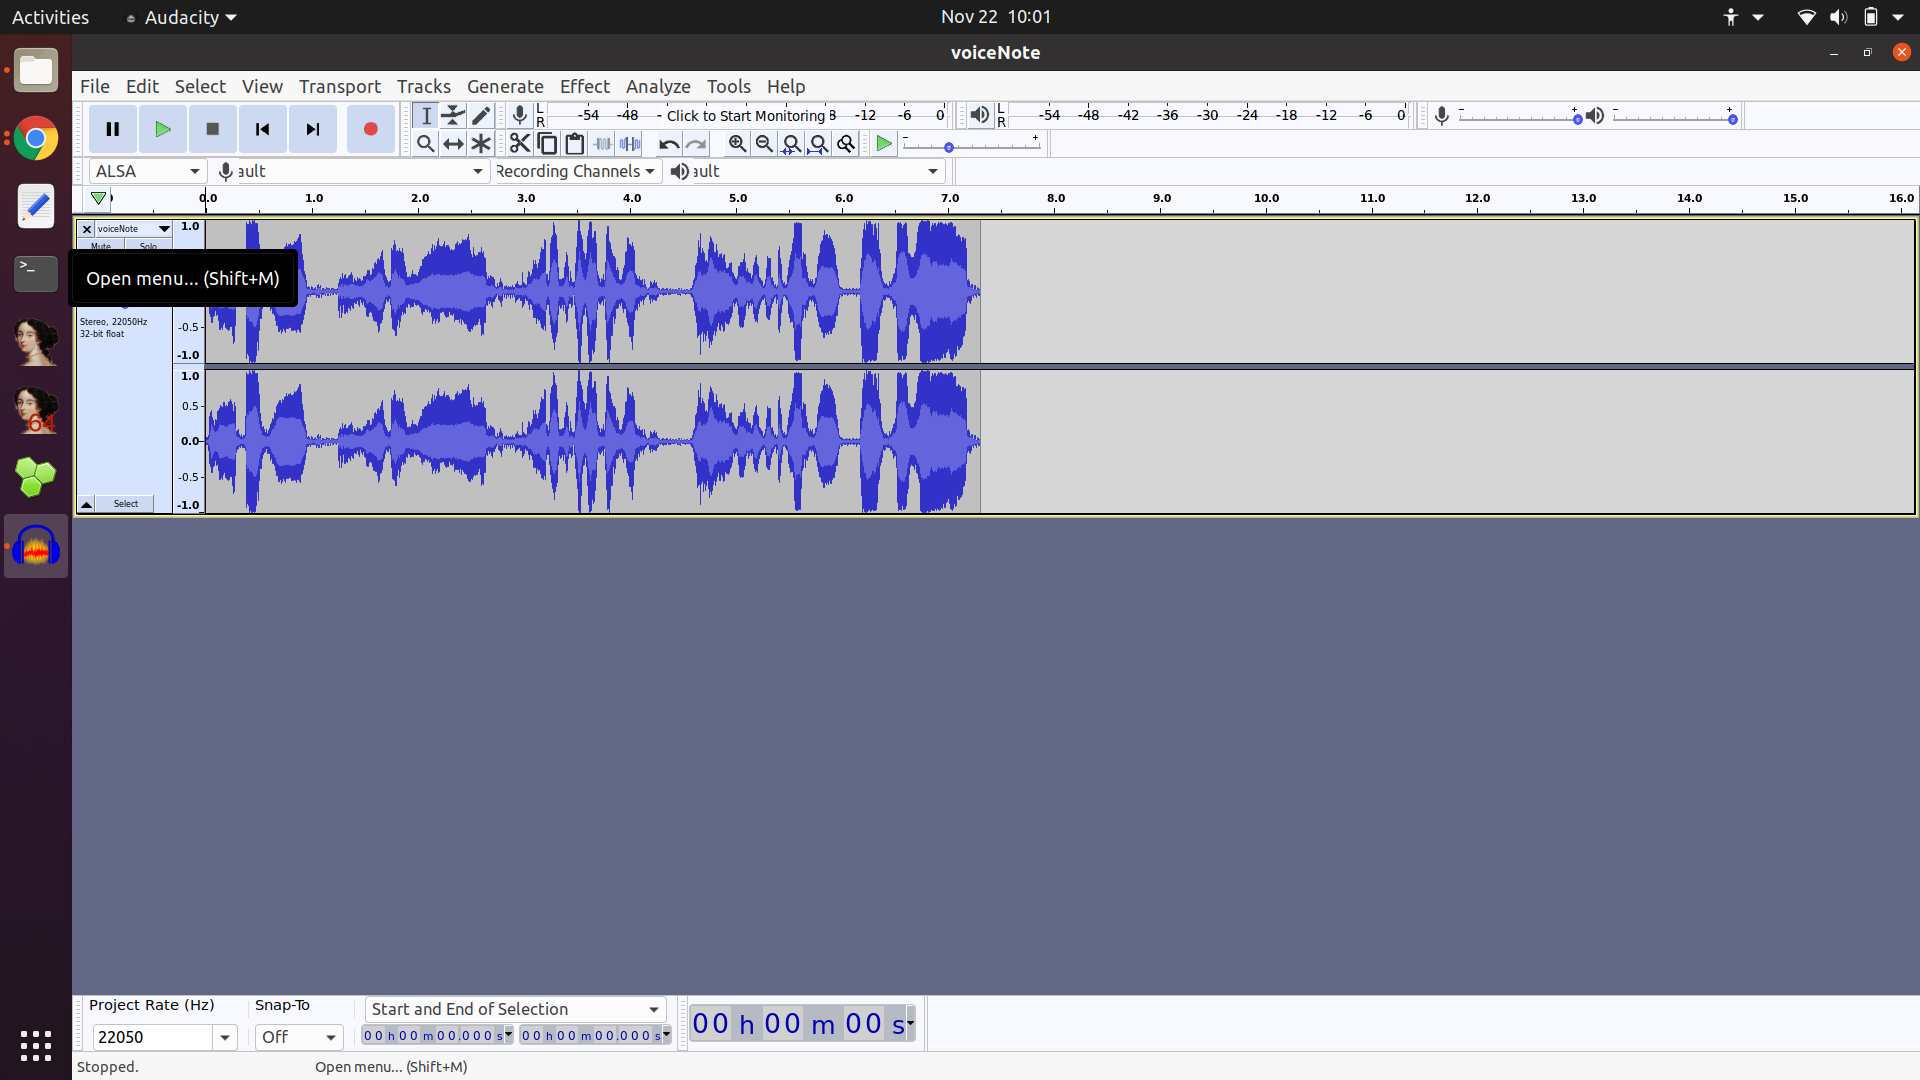 Activities Audacity Nov 22 10:01
voiceNote
File Edit Select View Transport Tracks Generate Effect Analyze Tools Help
L -54 -48 - Click to Start Monitoring 8 -12 -6 0 L -54 -48 -42 -36 -30 -24 -18 -12 -6 0
R R
ALSA ault Recording Channels ault
0.0 1.0 2.0 3.0 4.0 5.0 6.0 7.0 8.0 9.0 10.0 11.0 12.0 13.0 14.0 15.0 16.0
voiceNote 1.0
Mute Solo
Open menu... (Shift+M)
Stereo, 22050Hz -0.5
32-bit float
-1.0
1.0
0.5
0.0
-0.5
Select -1.0
>_
64
Project Rate (Hz) Snap-To Start and End of Selection
22050 Off 00 h 00 m 00.000 s 00 h 00 m 00.000 s 00 h 00 m 00 s
Stopped. Open menu... (Shift+M)